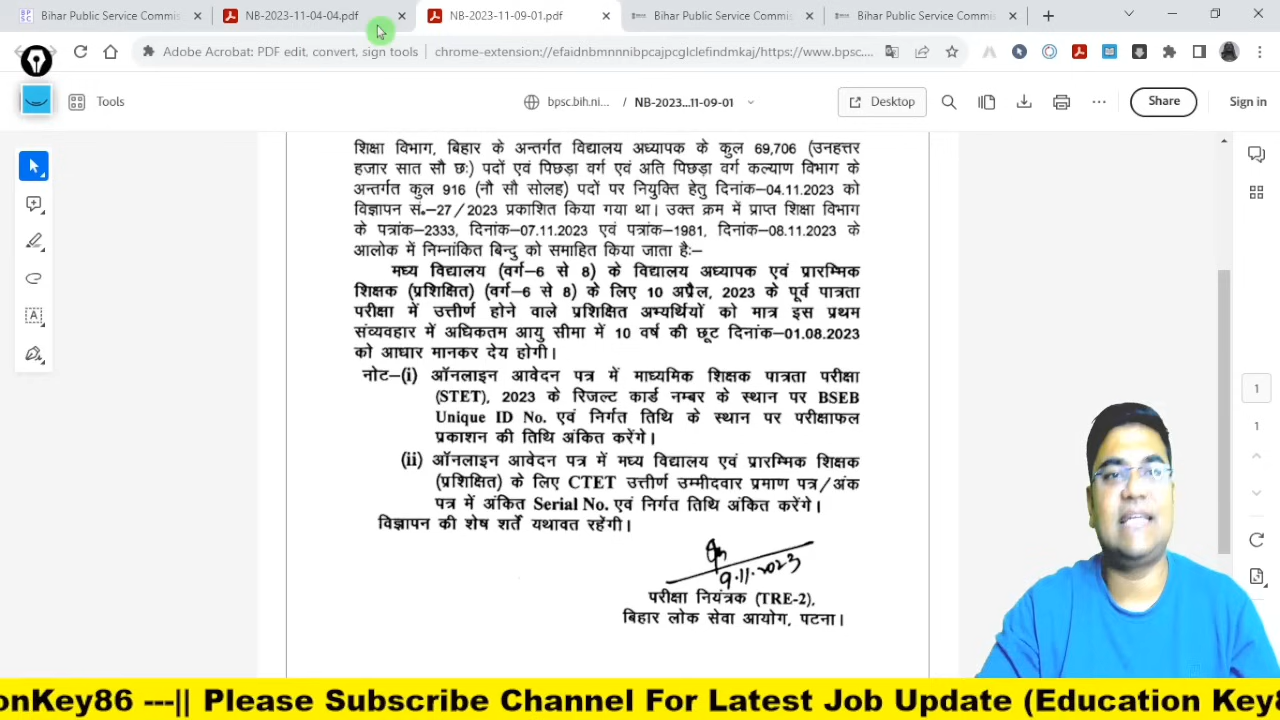 Bihar Public Service Commis
NB-2023-11-04-04.pdf
NB-2023-11-09-01.pdf
Bihar Public Service Commis
Bihar Public Service Commis
Adobe Acrobat: PDF edit, convert, sign tools
chrome-extension://efaidnbmnnnibpcajpcglclefindmkaj/https://www.bpsc....
Tools
bpsc.bih.ni... / NB-2023...11-09-01
Desktop
Share
Sign in
शिक्षा विभाग, बिहार के अन्तर्गत विद्यालय अध्यापक के कुल 69,706 (उनहत्तर
हजार सात सौ छः) पदों एवं पिछड़ा वर्ग एवं अति पिछड़ा वर्ग कल्याण विभाग के
अन्तर्गत कुल 916 (नौ सौ सोलह) पदों पर नियुक्ति हेतु दिनांक-04.11.2023 को
विज्ञापन सं.-27/2023 प्रकाशित किया गया था। उक्त क्रम में प्राप्त शिक्षा विभाग
के पत्रांक-2333, दिनांक-07.11.2023 एवं पत्रांक-1981, दिनांक-08.11.2023 के
आलोक में निम्नांकित बिन्दु को समाहित किया जाता है:-
मध्य विद्यालय (वर्ग-6 से 8) के विद्यालय अध्यापक एवं प्रारम्भिक
शिक्षक (प्रशिक्षित) (वर्ग-6 से 8) के लिए 10 अप्रैल, 2023 के पूर्व पात्रता
परीक्षा में उत्तीर्ण होने वाले प्रशिक्षित अभ्यर्थियों को मात्र इस प्रथम
संव्यवहार में अधिकतम आयु सीमा में 10 वर्ष की छूट दिनांक-01.08.2023
को आधार मानकर देय होगी।
नोट-(i) ऑनलाइन आवेदन पत्र में माध्यमिक शिक्षक पात्रता परीक्षा
(STET), 2023 के रिजल्ट कार्ड नम्बर के स्थान पर BSEB
Unique ID No. एवं निर्गत तिथि के स्थान पर परीक्षाफल
प्रकाशन की तिथि अंकित करेंगे।
(ii) ऑनलाइन आवेदन पत्र में मध्य विद्यालय एवं प्रारम्भिक शिक्षक
(प्रशिक्षित) के लिए CTET उत्तीर्ण उम्मीदवार प्रमाण पत्र/अंक
पत्र में अंकित Serial No. एवं निर्गत तिथि अंकित करेंगे।
विज्ञापन की शेष शर्तें यथावत रहेंगी।
9.11.2023
परीक्षा नियंत्रक (TRE-2),
बिहार लोक सेवा आयोग, पटना।
1
1
onKey86 ---|| Please Subscribe Channel For Latest Job Update (Education Key